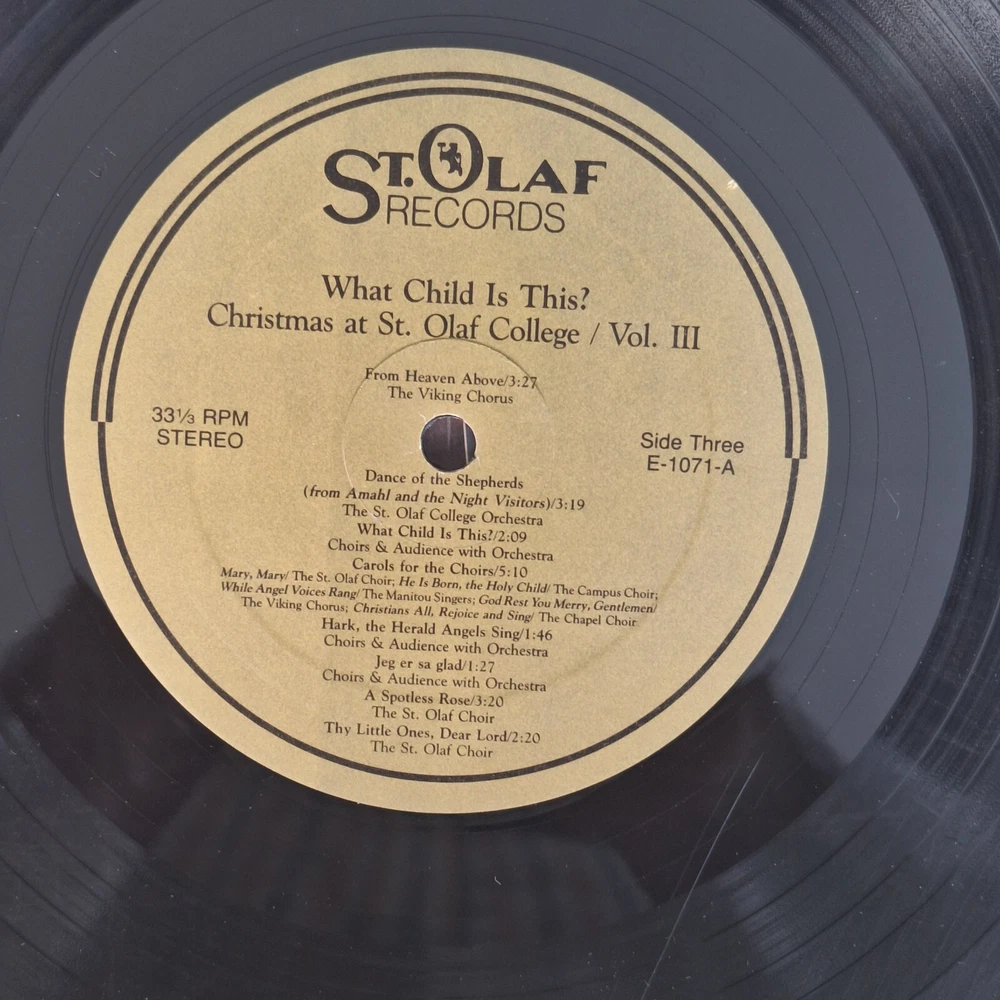 ST. OLAF
RECORDS
What Child Is This?
Christmas at St. Olaf College / Vol. III
From Heaven Above/3:27
The Viking Chorus
33⅓ RPM
STEREO
Side Three
E-1071-A
Dance of the Shepherds
(from Amahl and the Night Visitors)/3:19
The St. Olaf College Orchestra
What Child Is This?/2:09
Choirs & Audience with Orchestra
Carols for the Choirs/5:10
Mary, Mary/ The St. Olaf Choir; He Is Born, the Holy Child/ The Campus Choir;
While Angel Voices Rang/ The Manitou Singers; God Rest You Merry, Gentlemen/
The Viking Chorus; Christians All, Rejoice and Sing/ The Chapel Choir
Hark, the Herald Angels Sing/1:46
Choirs & Audience with Orchestra
Jeg er sa glad/1:27
Choirs & Audience with Orchestra
A Spotless Rose/3:20
The St. Olaf Choir
Thy Little Ones, Dear Lord/2:20
The St. Olaf Choir